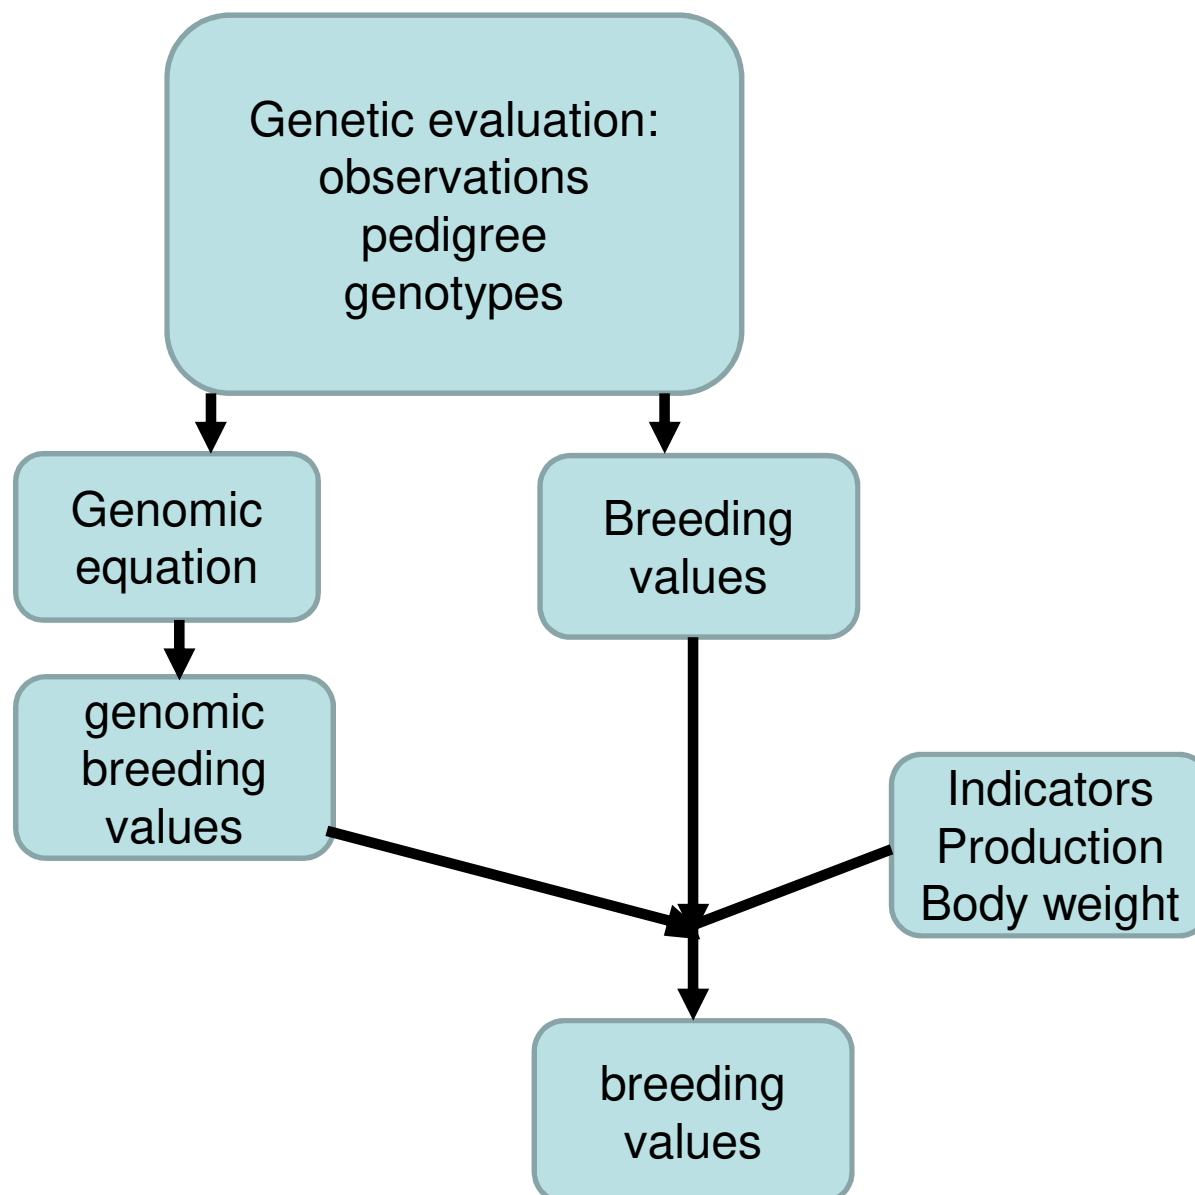 Genetic evaluation:
observations
pedigree
genotypes
Genomic
equation
Breeding
values
genomic
breeding
values
Indicators
Production
Body weight
breeding
values